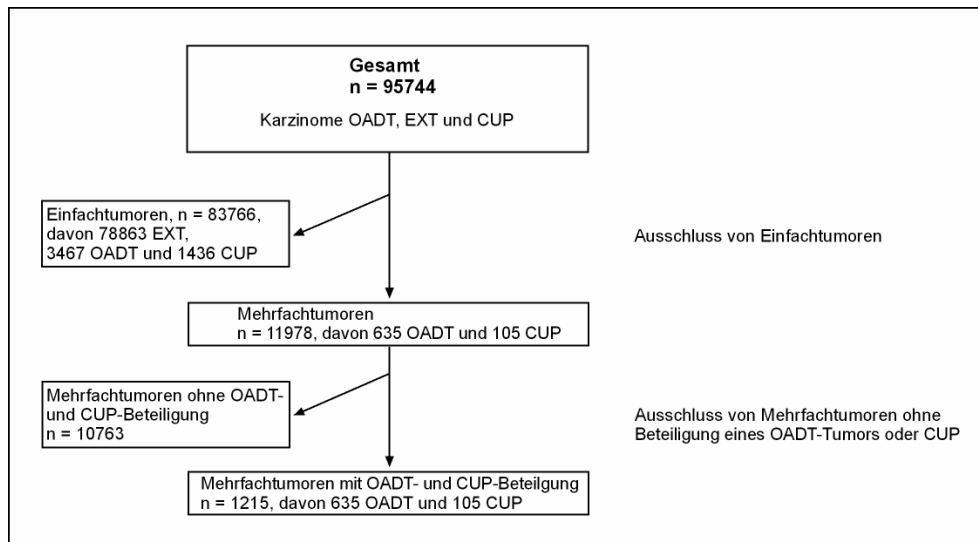 Gesamt
n = 95744
Karzinome OADT, EXT und CUP
Einfachtumoren, n = 83766,
davon 78863 EXT,
3467 OADT und 1436 CUP
Ausschluss von Einfachtumoren
Mehrfachtumoren
n = 11978, davon 635 OADT und 105 CUP
Mehrfachtumoren ohne OADT-
und CUP-Beteiligung
n = 10763
Ausschluss von Mehrfachtumoren ohne
Beteiligung eines OADT-Tumors oder CUP
Mehrfachtumoren mit OADT- und CUP-Beteilgung
n = 1215, davon 635 OADT und 105 CUP